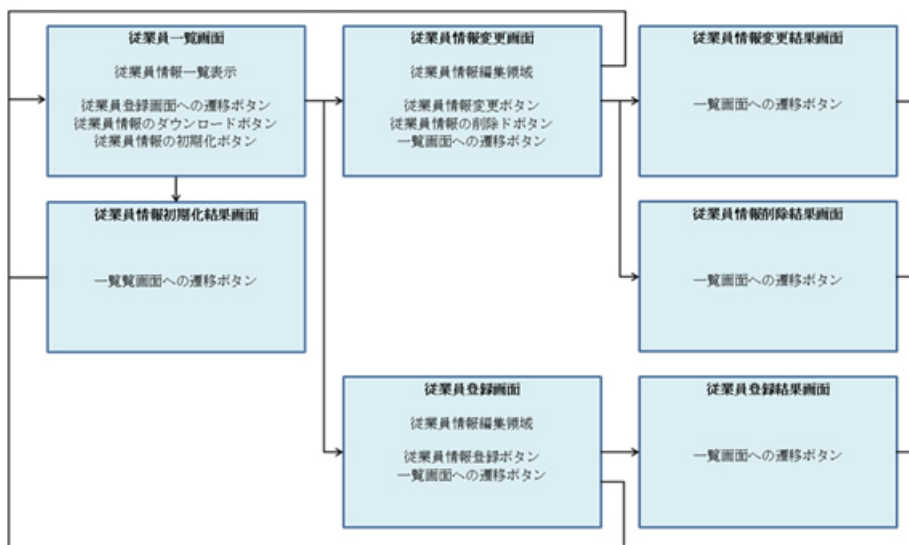 従業員一覧画面
従業員情報一覧表示
従業員登録画面への遷移ボタン
従業員情報のダウンロードボタン
従業員情報の初期化ボタン
従業員情報変更画面
従業員情報編集領域
従業員情報変更ボタン
従業員情報の削除ドボタン
一覧画面への遷移ボタン
従業員情報変更結果画面
一覧画面への遷移ボタン
従業員情報初期化結果画面
一覧覧画面への遷移ボタン
従業員情報削除結果画面
一覧画面への遷移ボタン
従業員登録画面
従業員情報編集領域
従業員情報登録ボタン
一覧画面への遷移ボタン
従業員登録結果画面
一覧画面への遷移ボタン